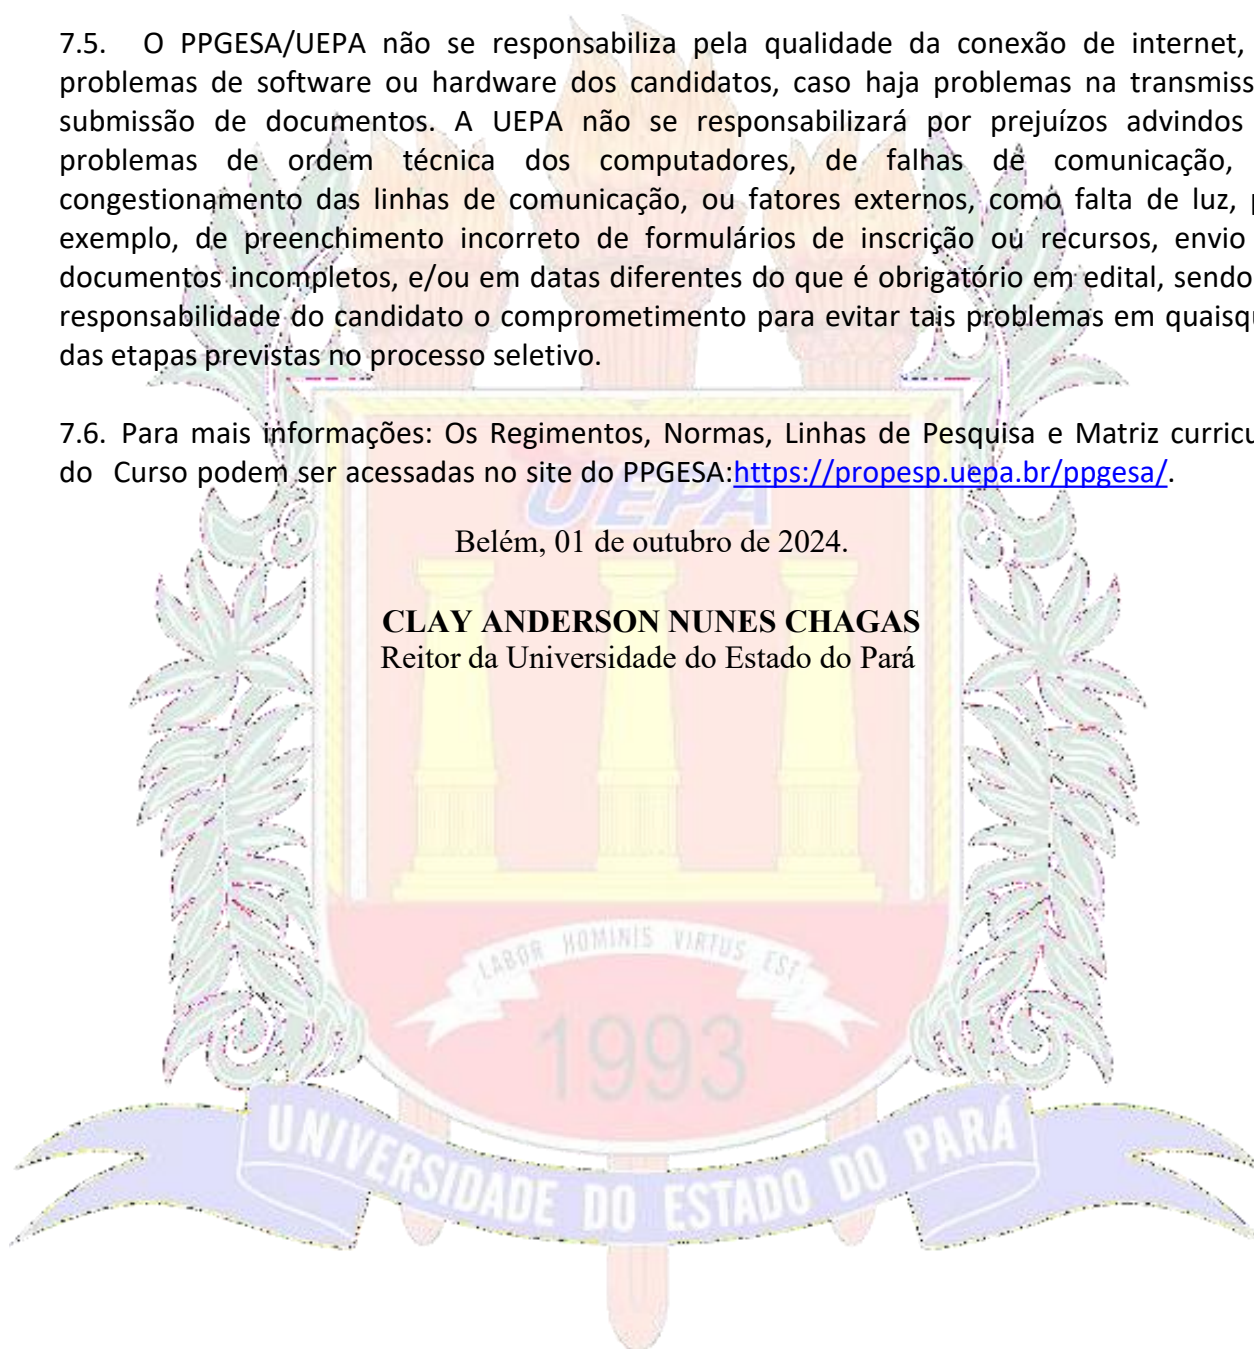 7.5. O PPGESA/UEPA não se responsabiliza pela qualidade da conexão de internet,
problemas de software ou hardware dos candidatos, caso haja problemas na transmiss
submissão de documentos. A UEPA não se responsabilizará por prejuízos advindos
problemas de ordem técnica dos computadores, de falhas de comunicação,
congestionamento das linhas de comunicação, ou fatores externos, como falta de luz, p
exemplo, de preenchimento incorreto de formulários de inscrição ou recursos, envio
documentos incompletos, e/ou em datas diferentes do que é obrigatório em edital, sendo
responsabilidade do candidato o comprometimento para evitar tais problemas em quaisqu
das etapas previstas no processo seletivo.
7.6. Para mais informações: Os Regimentos, Normas, Linhas de Pesquisa e Matriz curricu
do Curso podem ser acessadas no site do PPGESA:https://propesp.uepa.br/ppgesa/.
UEPA
Belém, 01 de outubro de 2024.
CLAY ANDERSON NUNES CHAGAS
Reitor da Universidade do Estado do Pará
LABOR HOMINIS VIRTUS EST
1993
UNIVERSIDADE DO ESTADO DO PARÁ